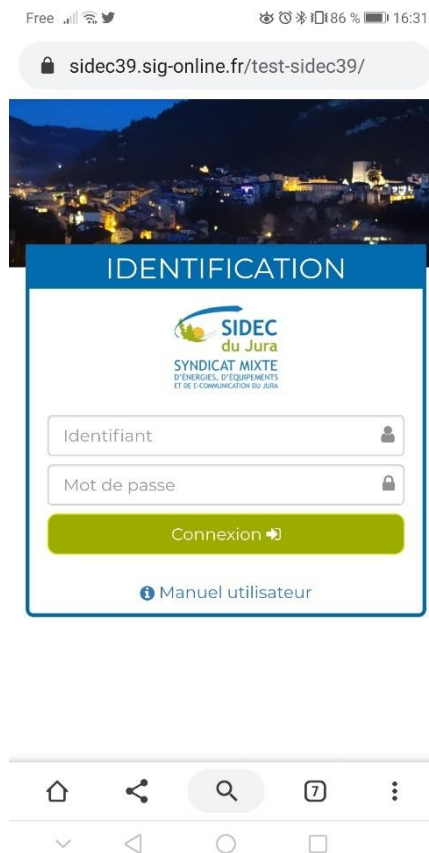 Free 86 % 16:31
sidec39.sig-online.fr/test-sidec39/
IDENTIFICATION
SIDEC
du Jura
SYNDICAT MIXTE
D'ÉNERGIES, D'ÉQUIPEMENTS
ET DE E-COMMUNICATION DU JURA
Identifiant
Mot de passe
Connexion
Manuel utilisateur
7